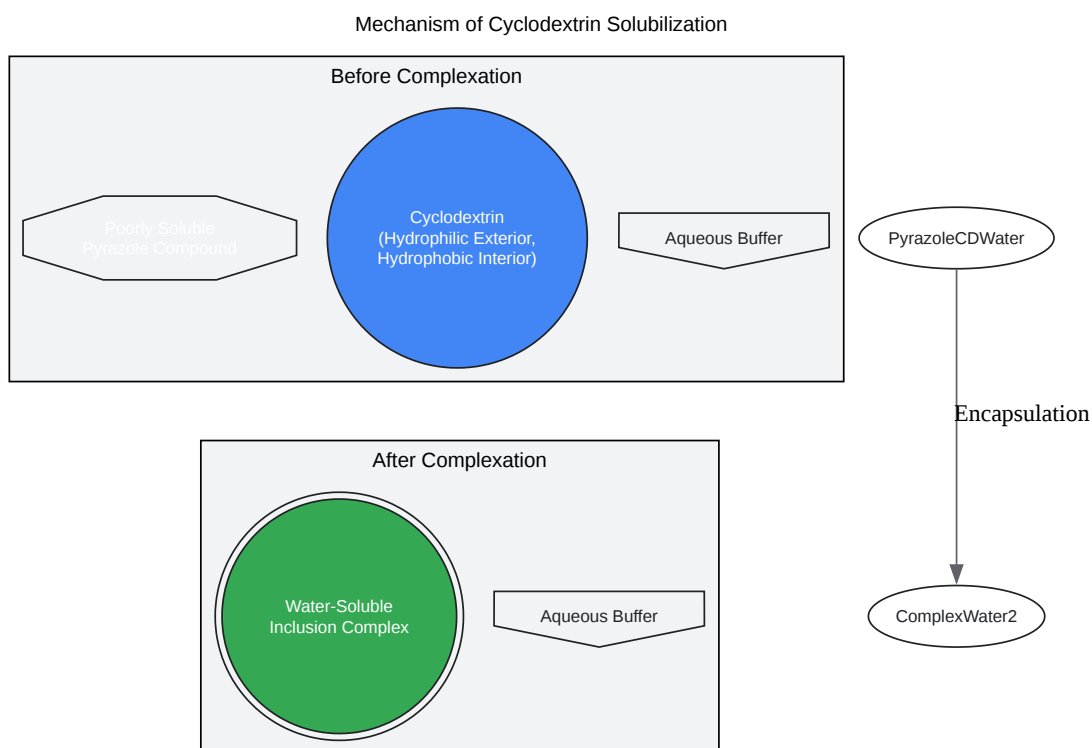 Mechanism of Cyclodextrin Solubilization
Before Complexation
Poorly Soluble
Pyrazole Compound
Cyclodextrin
(Hydrophilic Exterior,
Hydrophobic Interior)
Aqueous Buffer
PyrazoleCDWater
Encapsulation
After Complexation
Water-Soluble
Inclusion Complex
Aqueous Buffer
ComplexWater2